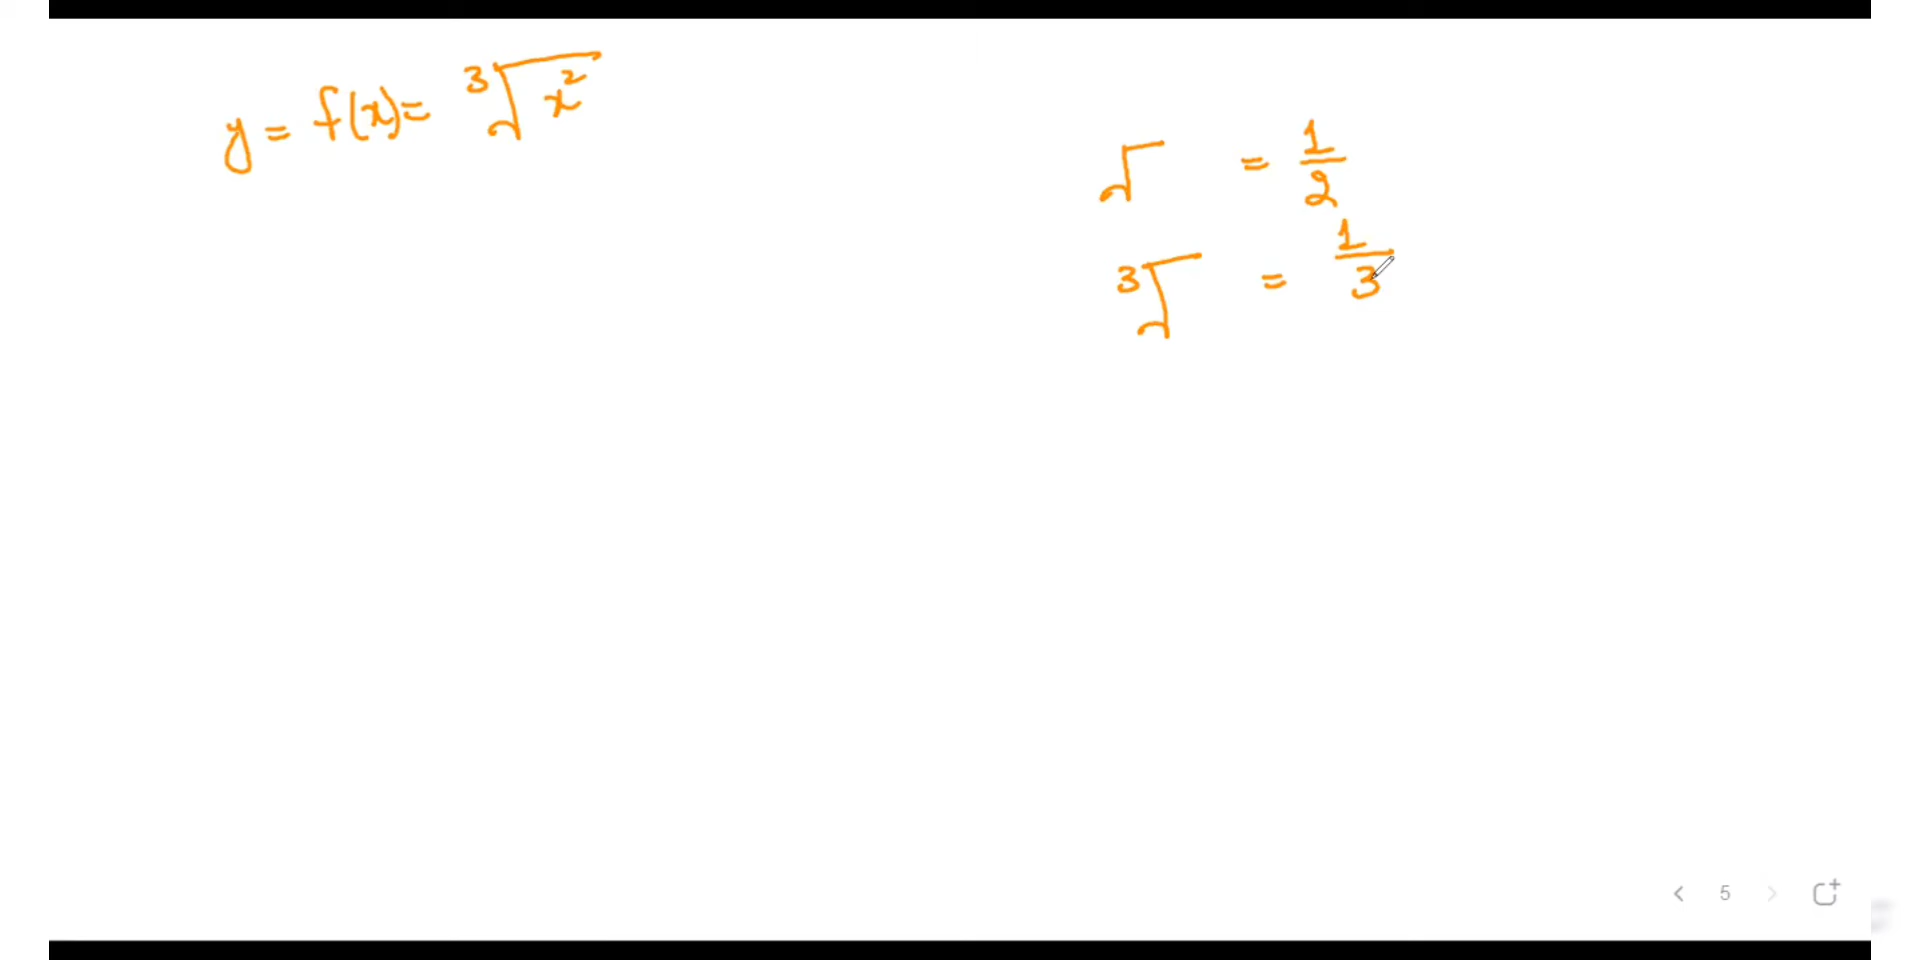 y = f(x) = ∛x²
√ = 1/2
∛ = 1/3
< 5 >